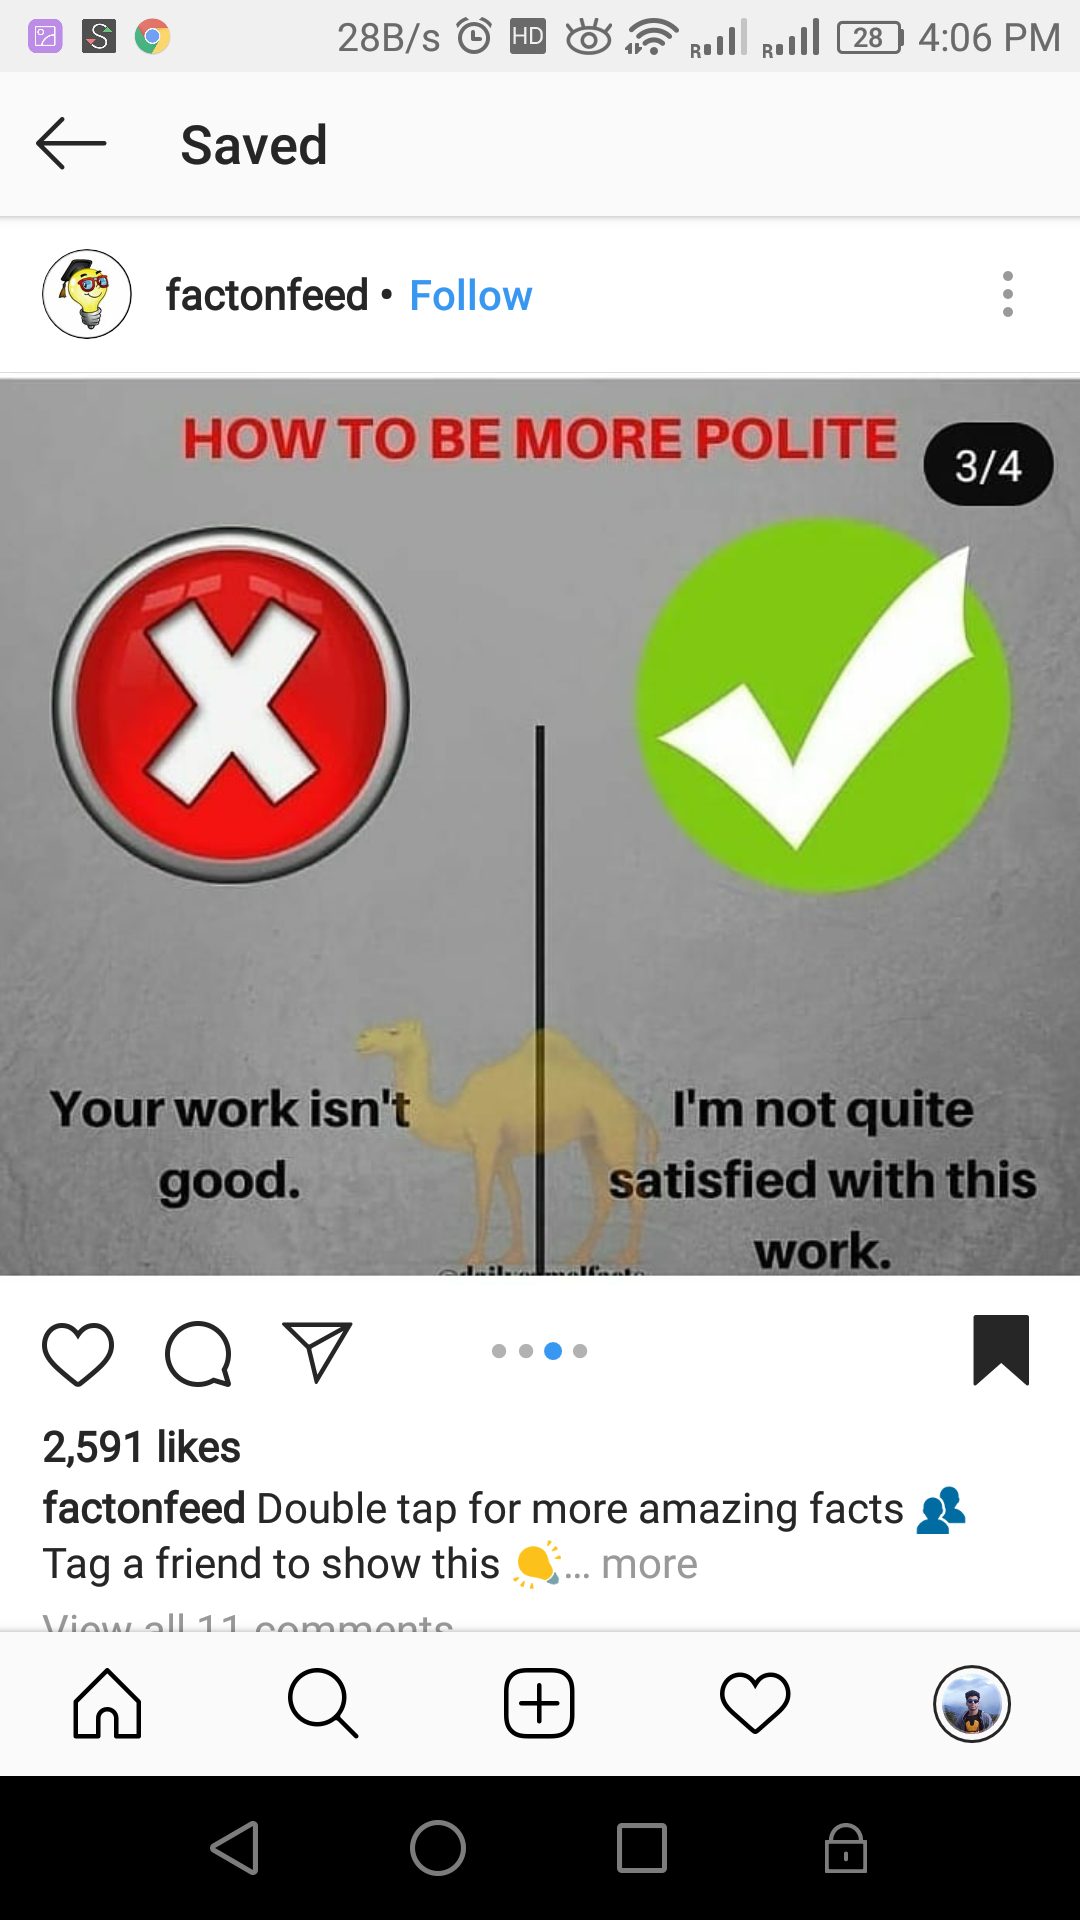 28B/s HD R R 28 4:06 PM
Saved
factonfeed • Follow
HOW TO BE MORE POLITE
3/4
Your work isn't
good.
I'm not quite
satisfied with this
work.
2,591 likes
factonfeed Double tap for more amazing facts 👥
Tag a friend to show this 💡... more
View all 11 comments